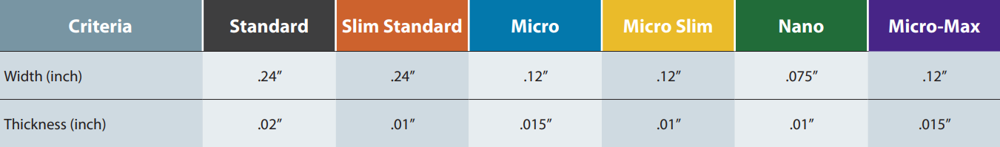 Criteria Standard Slim Standard Micro Micro Slim Nano Micro-Max
Width (inch) .24” .24” .12” .12” .075” .12”
Thickness (inch) .02” .01” .015” .01” .01” .015”